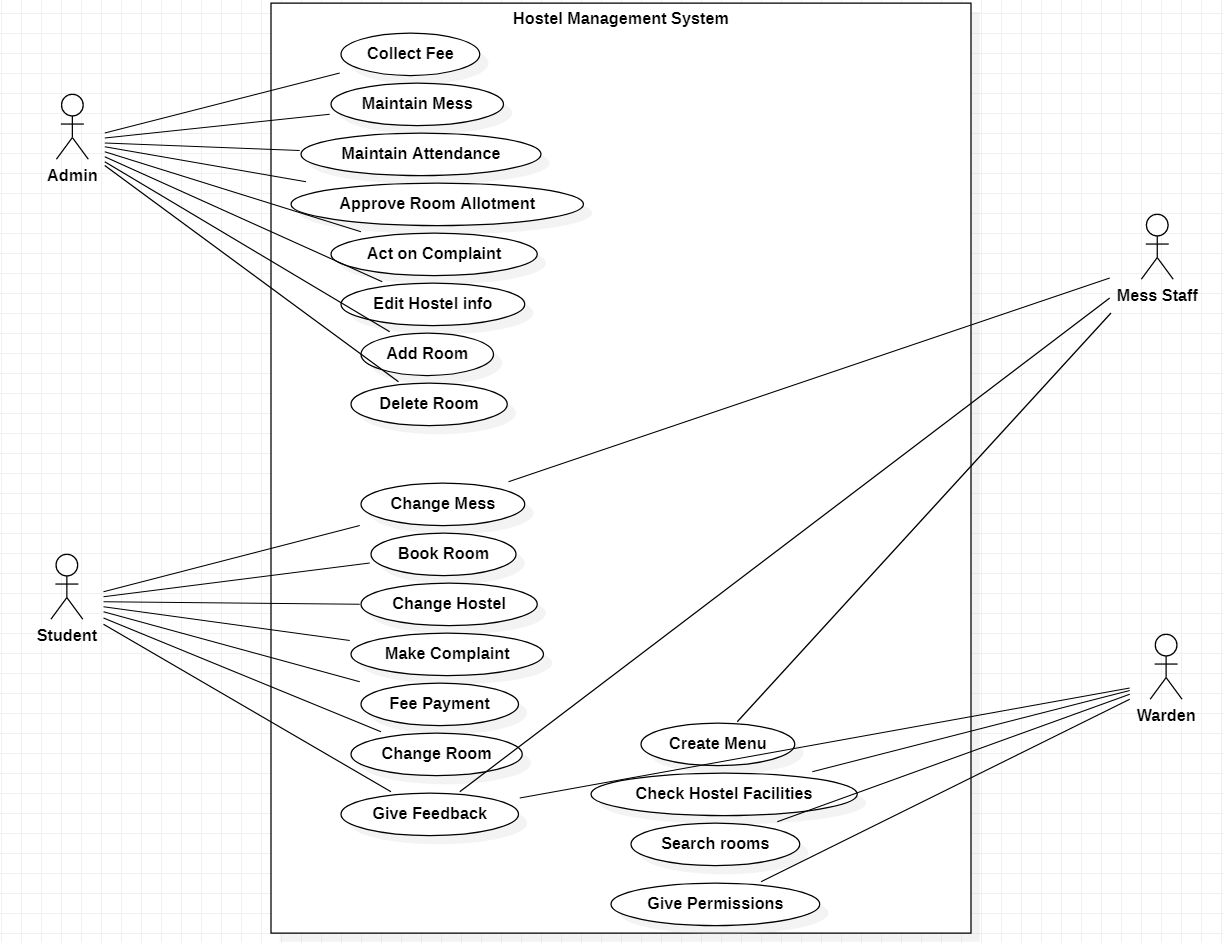 Hostel Management System
Collect Fee
Maintain Mess
Maintain Attendance
Admin
Approve Room Allotment
Act on Complaint
Mess Staff
Edit Hostel info
Add Room
Delete Room
Change Mess
Book Room
Change Hostel
Student
Make Complaint
Fee Payment
Warden
Change Room
Create Menu
Check Hostel Facilities
Give Feedback
Search rooms
Give Permissions